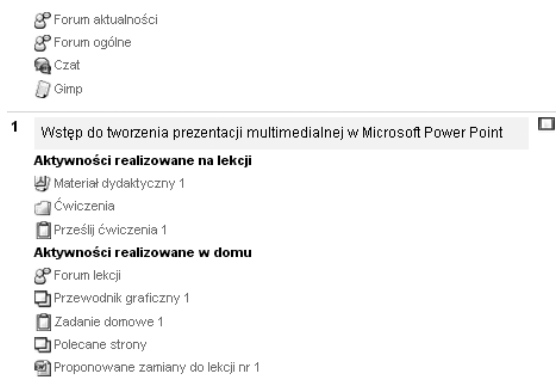 Forum aktualności
Forum ogólne
Czat
Gimp
1 Wstęp do tworzenia prezentacji multimedialnej w Microsoft Power Point
Aktywności realizowane na lekcji
Materiał dydaktyczny 1
Ćwiczenia
Prześlij ćwiczenia 1
Aktywności realizowane w domu
Forum lekcji
Przewodnik graficzny 1
Zadanie domowe 1
Polecane strony
Proponowane zamiany do lekcji nr 1